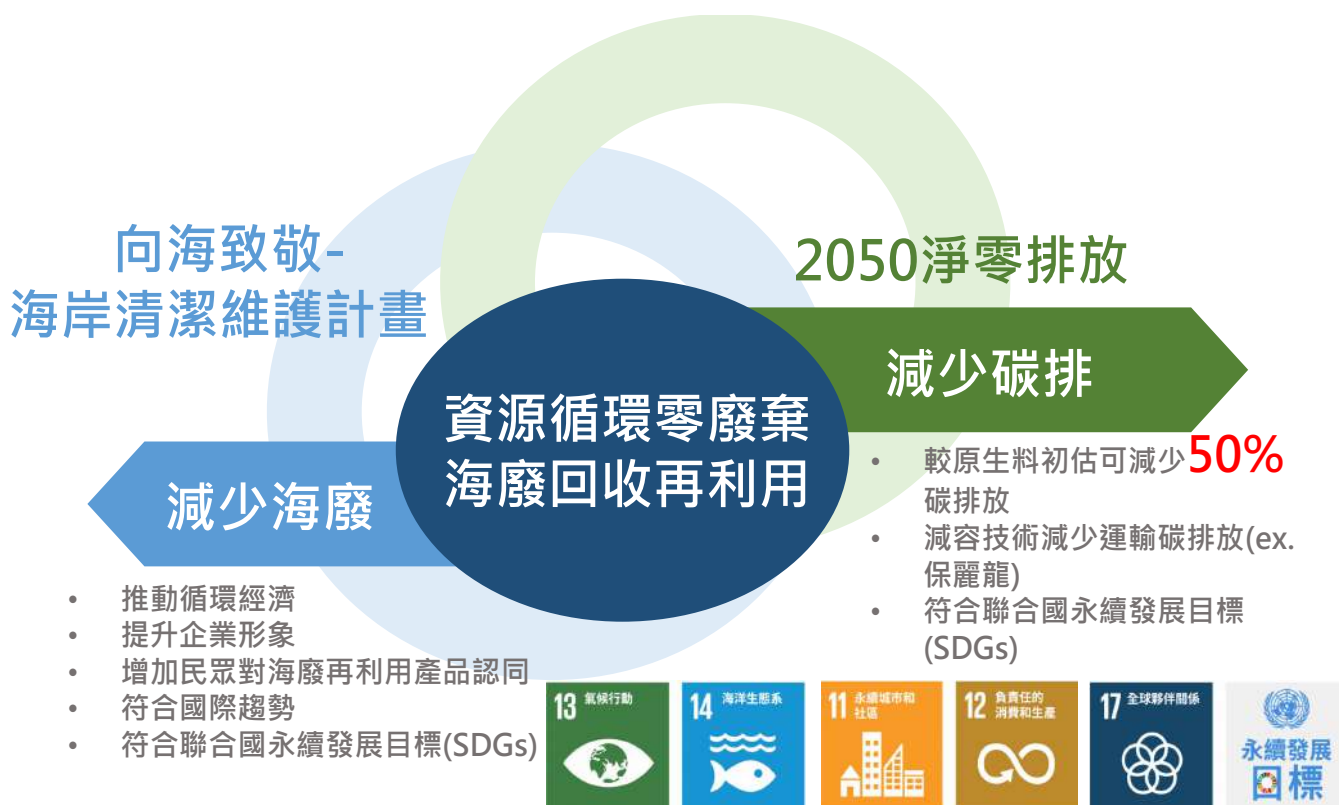 向海致敬-
海岸清潔維護計畫
2050淨零排放
減少碳排
資源循環零廢棄
海廢回收再利用
減少海廢
• 較原生料初估可減少50%
碳排放
• 減容技術減少運輸碳排放(ex.
保麗龍)
• 符合聯合國永續發展目標
(SDGs)
• 推動循環經濟
• 提升企業形象
• 增加民眾對海廢再利用產品認同
• 符合國際趨勢
• 符合聯合國永續發展目標(SDGs)
13 氣候行動
14 海洋生態系
11 永續城市和
社區
12 負責任的
消費和生產
17 全球夥伴關係
永續發展
目標